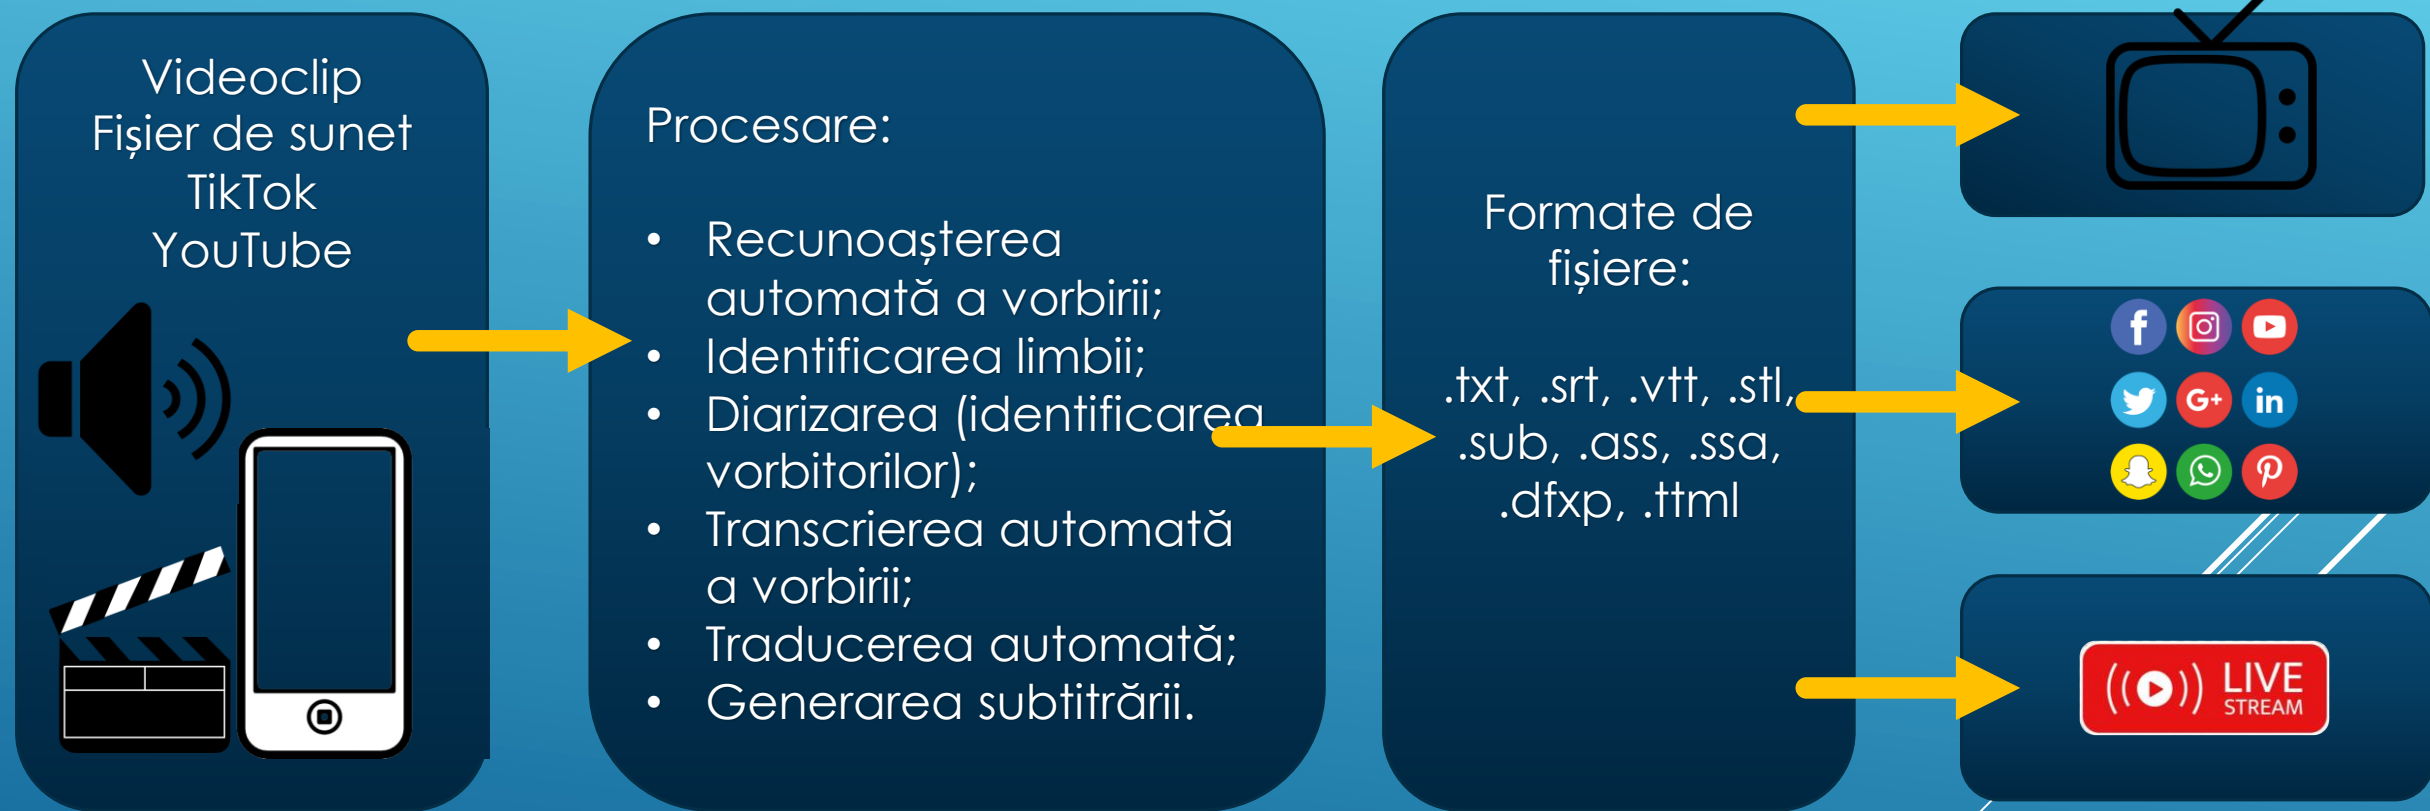 Videoclip
Fișier de sunet
TikTok
YouTube
Procesare:
• Recunoașterea
automată a vorbirii;
• Identificarea limbii;
• Diarizarea (identificarea
vorbitorilor);
• Transcrierea automată
a vorbirii;
• Traducerea automată;
• Generarea subtitrării.
Formate de
fișiere:
.txt, .srt, .vtt, .stl,
.sub, .ass, .ssa,
.dfxp, .ttml
f
G+ in
LIVE
STREAM